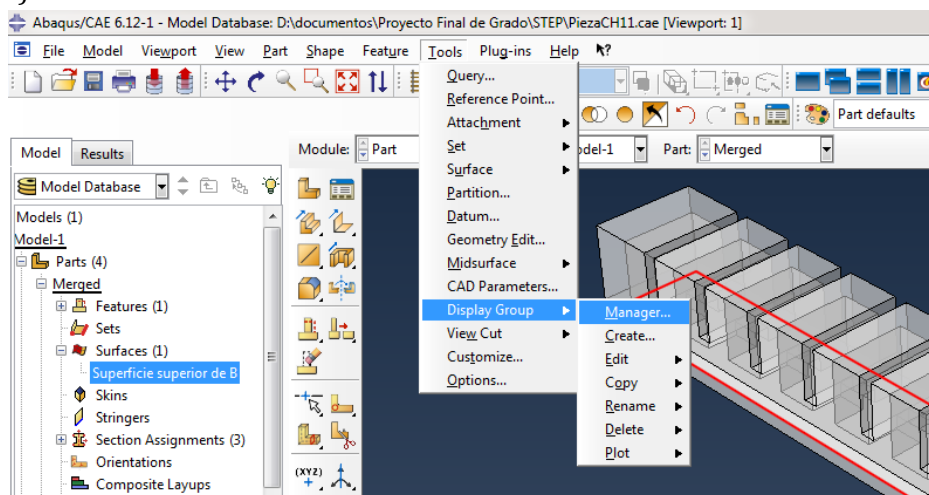 Abaqus/CAE 6.12-1 - Model Database: D:\documentos\Proyecto Final de Grado\STEP\PiezaCH11.cae [Viewport: 1]
File Model Viewport View Part Shape Feature Tools Plug-ins Help
Part defaults
Model Results
Module: Part
Part: Merged
Model Database
Models (1)
Model-1
Parts (4)
Merged
Features (1)
Sets
Surfaces (1)
Superficie superior de B
Skins
Stringers
Section Assignments (3)
Orientations
Composite Layups
(XYZ)
Query...
Reference Point...
Attachment
Set
Surface
Partition...
Datum...
Geometry Edit...
Midsurface
CAD Parameters...
Display Group
View Cut
Customize...
Options...
Manager...
Create...
Edit
Copy
Rename
Delete
Plot